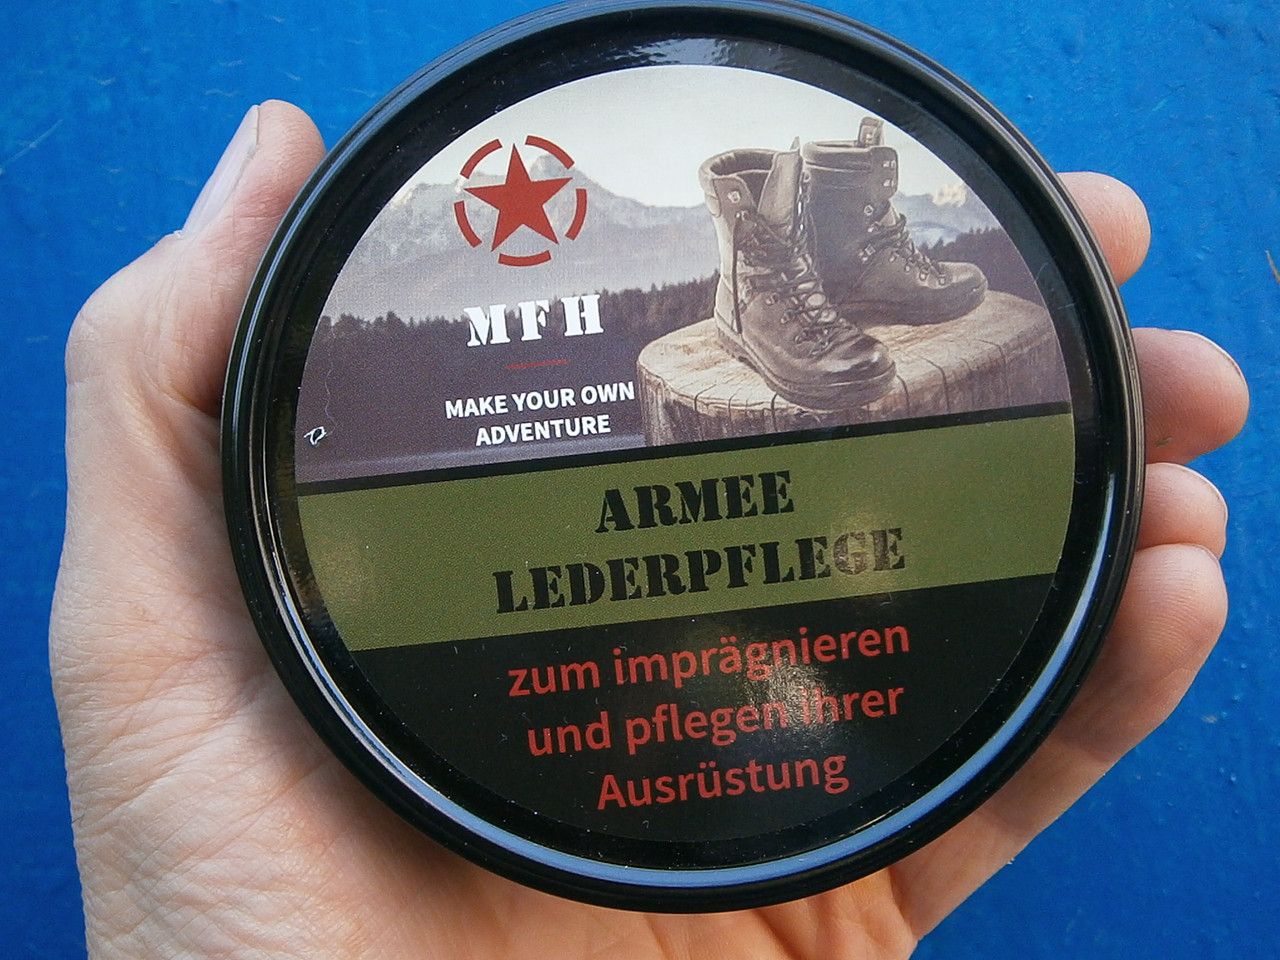 MFH
MAKE YOUR OWN
ADVENTURE
ARMEE
LEDERPFLEGE
zum imprägnieren
und pflegen ihrer
Ausrüstung